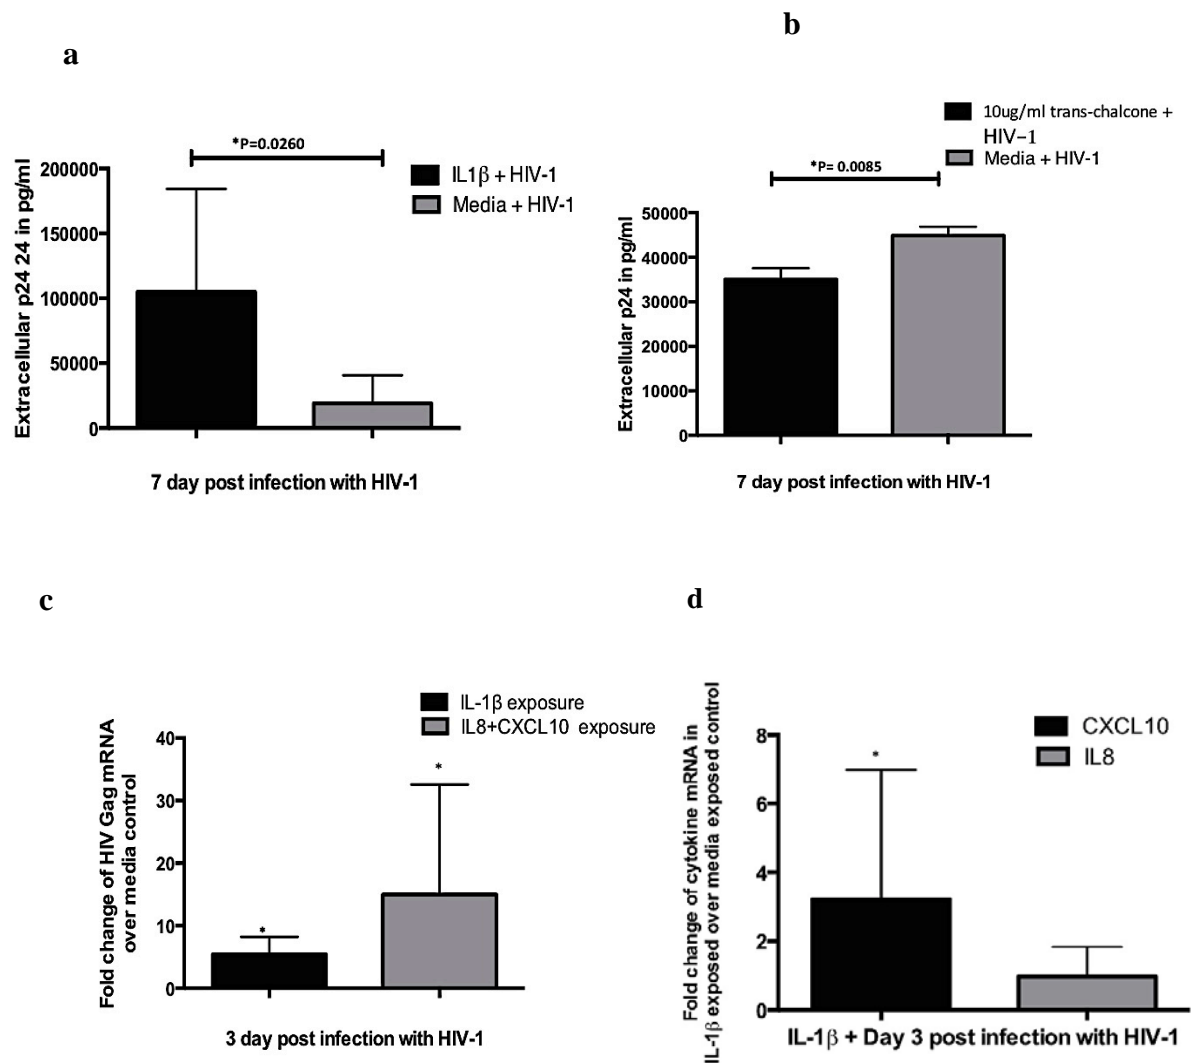 a
*P=0.0260
IL1β + HIV-1
Media + HIV-1
Extracellular p24 24 in pg/ml
200000
150000
100000
50000
0
7 day post infection with HIV-1
b
10ug/ml trans-chalcone +
HIV-1
Media + HIV-1
*P= 0.0085
Extracellular p24 in pg/ml
50000
40000
30000
20000
10000
0
7 day post infection with HIV-1
c
IL-1β exposure
IL8+CXCL10 exposure
Fold change of HIV Gag mRNA
over media control
40
30
20
10
0
*
*
3 day post infection with HIV-1
d
CXCL10
IL8
Fold change of cytokine mRNA in
IL-1β exposed over media exposed control
8
6
4
2
0
*
IL-1β + Day 3 post infection with HIV-1